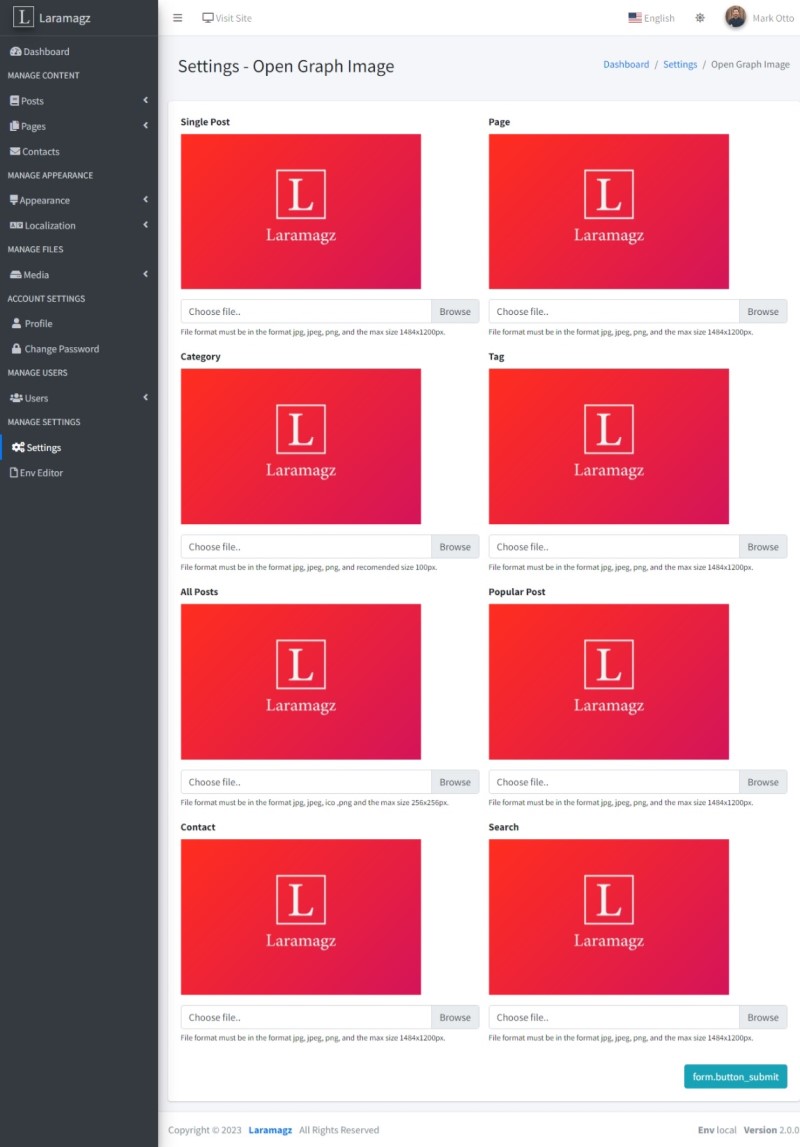 L Laramagz
Visit Site
English
Mark Otto
Dashboard
MANAGE CONTENT
Posts
Pages
Contacts
MANAGE APPEARANCE
Appearance
Localization
MANAGE FILES
Media
ACCOUNT SETTINGS
Profile
Change Password
MANAGE USERS
Users
MANAGE SETTINGS
Settings
Env Editor
Settings - Open Graph Image
Dashboard / Settings / Open Graph Image
Single Post
L
Laramagz
Choose file.. Browse
File format must be in the format jpg, jpeg, png, and the max size 1484x1200px.
Page
L
Laramagz
Choose file.. Browse
File format must be in the format jpg, jpeg, png, and the max size 1484x1200px.
Category
L
Laramagz
Choose file.. Browse
File format must be in the format jpg, jpeg, png, and recomended size 100px.
Tag
L
Laramagz
Choose file.. Browse
File format must be in the format jpg, jpeg, png, and the max size 1484x1200px.
All Posts
L
Laramagz
Choose file.. Browse
File format must be in the format jpg, jpeg, ico ,png and the max size 256x256px.
Popular Post
L
Laramagz
Choose file.. Browse
File format must be in the format jpg, jpeg, png, and the max size 1484x1200px.
Contact
L
Laramagz
Choose file.. Browse
File format must be in the format jpg, jpeg, png, and the max size 1484x1200px.
Search
L
Laramagz
Choose file.. Browse
File format must be in the format jpg, jpeg, png, and the max size 1484x1200px.
form.button_submit
Copyright © 2023 Laramagz All Rights Reserved
Env local Version 2.0.0